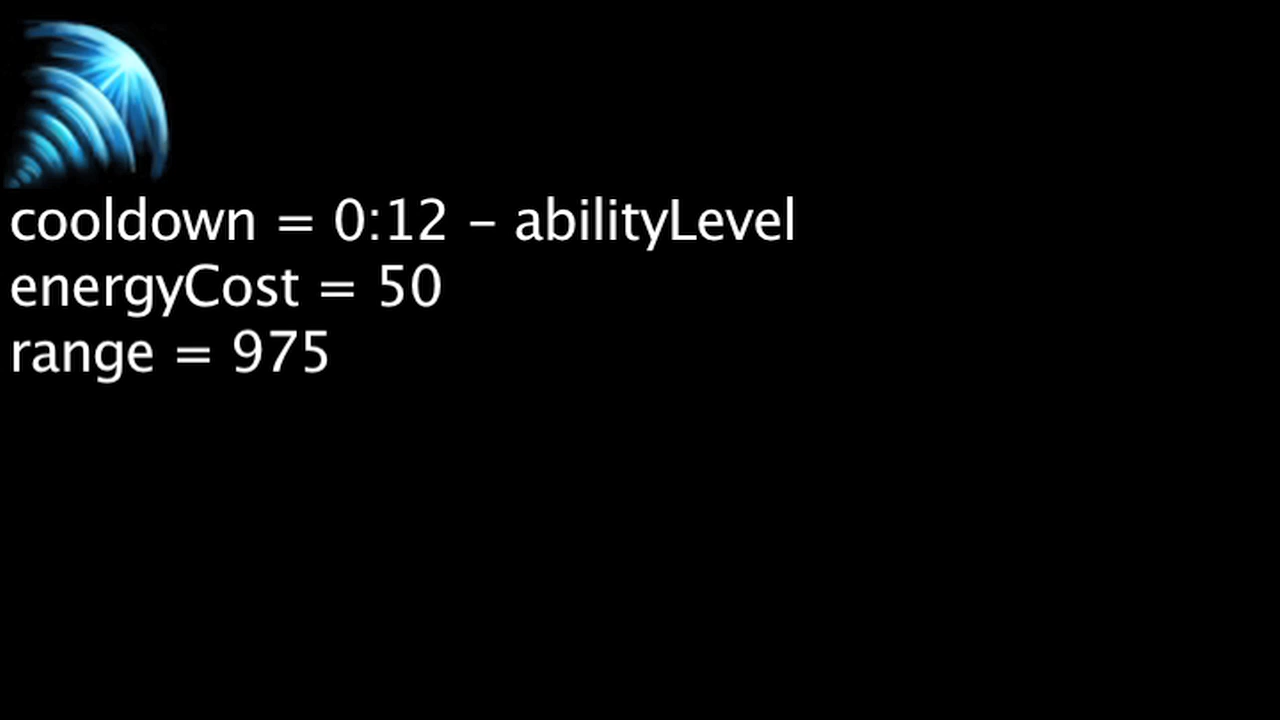 cooldown = 0:12 – abilityLevel
energyCost = 50
range = 975